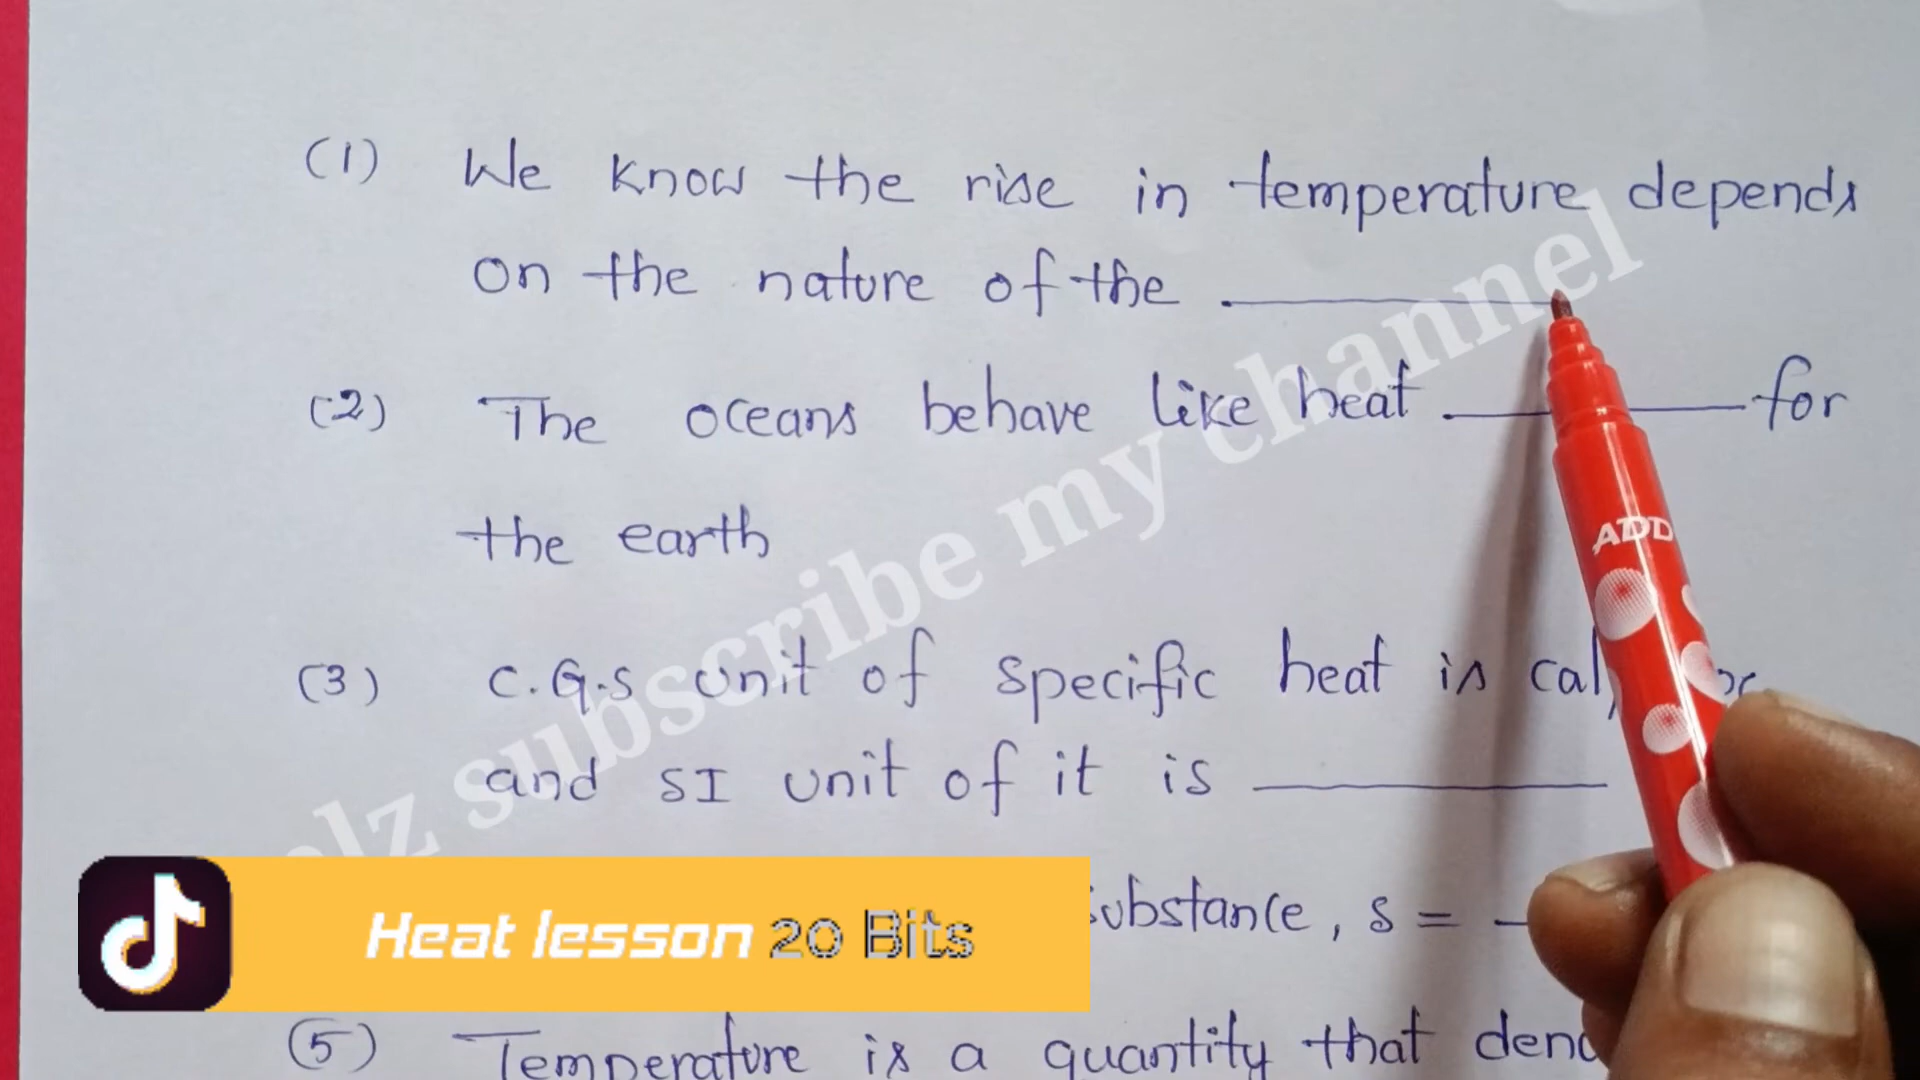 (1) We know the rise in temperature depends
on the nature of the
(2) The oceans behave like heat for
the earth
(3) C.G.S unit of specific heat is cal
and SI unit of it is
substance, s =
(5) Temperature is a quantity that
subscribe my channel
Heat lesson 20 Bits
ADD